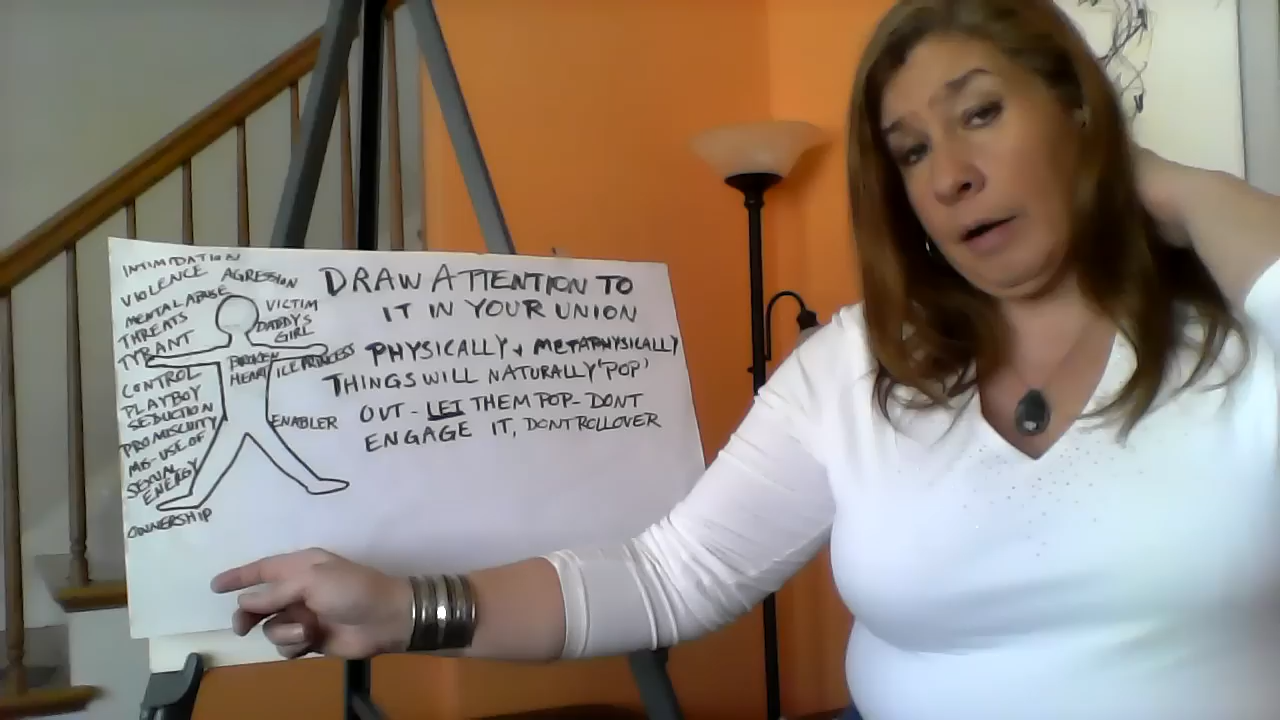 INTIMIDATION
VIOLENCE AGRESSION
MENTAL ABUSE
THREATS
TYRANT
CONTROL
PLAYBOY
SEDUCTION
PROMISCUITY
MIS-USE OF
SEXUAL
ENERGY
OWNERSHIP
VICTIM
DADDY'S
GIRL
BROKEN
HEART
ICE PRINCESS
ENABLER
DRAW ATTENTION TO
IT IN YOUR UNION
PHYSICALLY + METAPHYSICALLY
THINGS WILL NATURALLY 'POP'
OUT - LET THEM POP - DONT
ENGAGE IT, DONT ROLLOVER